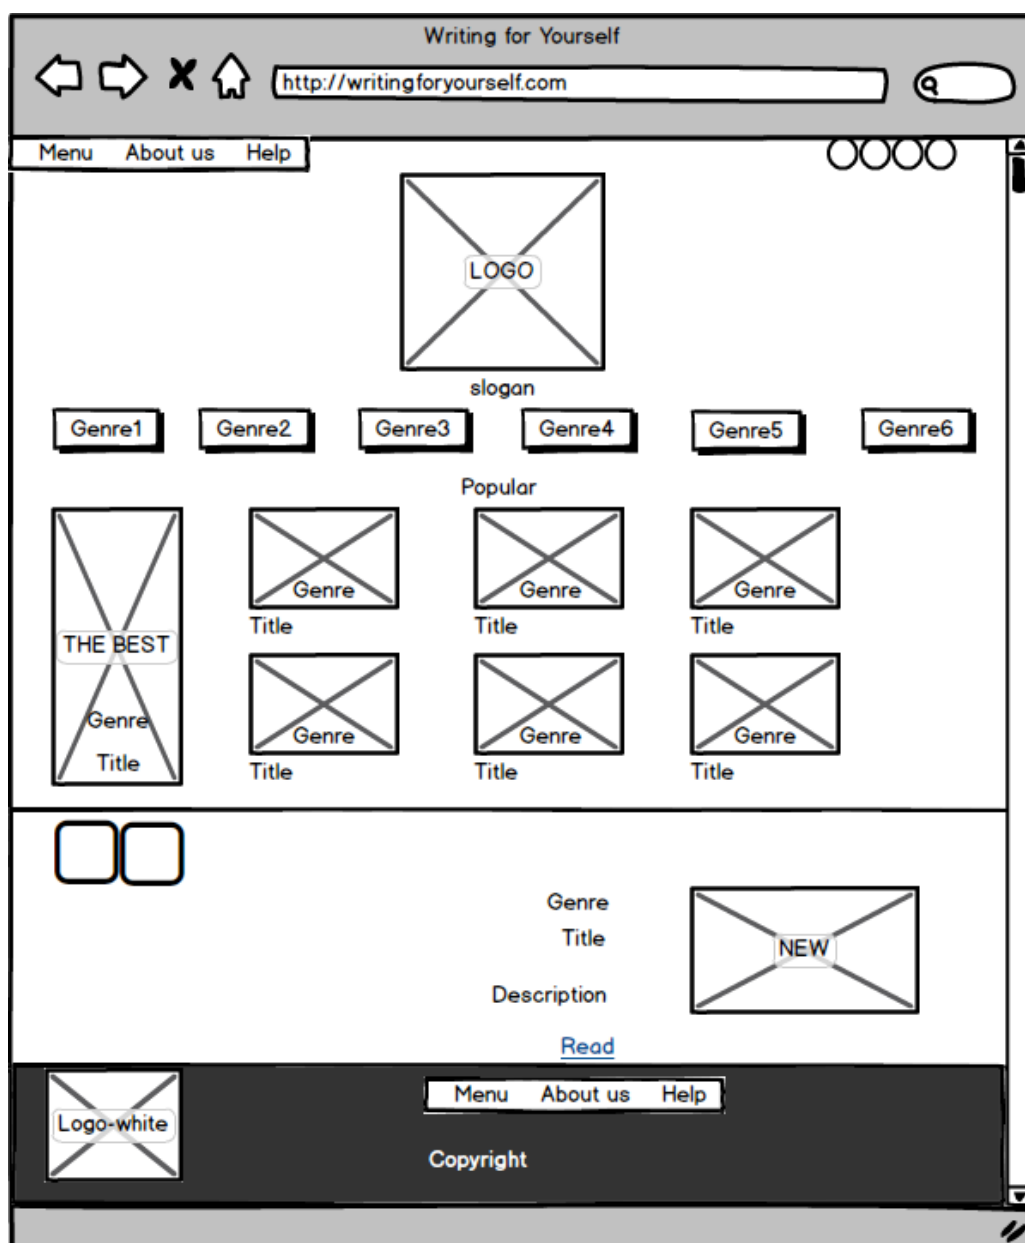 Writing for Yourself
http://writingforyourself.com
Menu About us Help
LOGO
slogan
Genre1 Genre2 Genre3 Genre4 Genre5 Genre6
Popular
THE BEST
Genre
Title
Genre Genre Genre
Title Title Title
Genre Genre Genre
Title Title Title
Genre
Title
Description
Read
NEW
Logo-white
Menu About us Help
Copyright